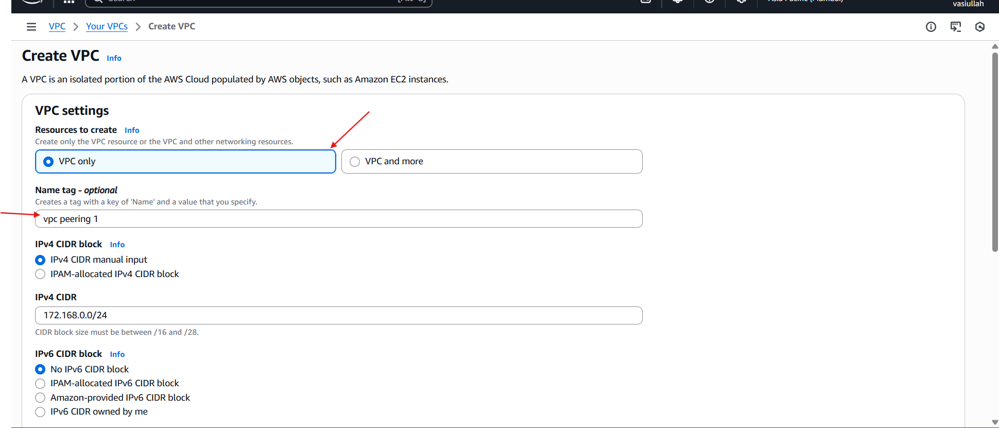 vasiullah
VPC > Your VPCs > Create VPC
Create VPC Info
A VPC is an isolated portion of the AWS Cloud populated by AWS objects, such as Amazon EC2 instances.
VPC settings
Resources to create Info
Create only the VPC resource or the VPC and other networking resources.
VPC only
VPC and more
Name tag - optional
Creates a tag with a key of 'Name' and a value that you specify.
vpc peering 1
IPv4 CIDR block Info
IPv4 CIDR manual input
IPAM-allocated IPv4 CIDR block
IPv4 CIDR
172.168.0.0/24
CIDR block size must be between /16 and /28.
IPv6 CIDR block Info
No IPv6 CIDR block
IPAM-allocated IPv6 CIDR block
Amazon-provided IPv6 CIDR block
IPv6 CIDR owned by me